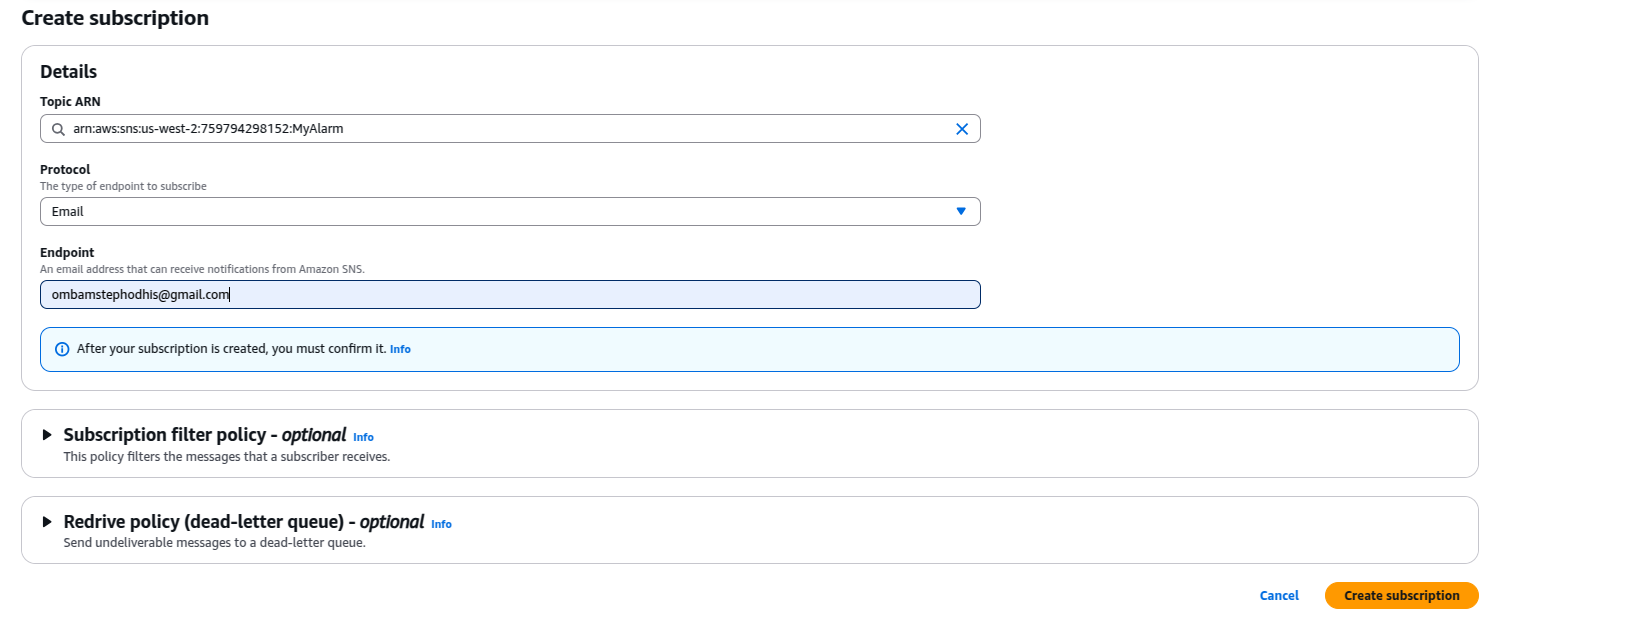 Create subscription
Details
Topic ARN
arn:aws:sns:us-west-2:759794298152:MyAlarm
Protocol
The type of endpoint to subscribe
Email
Endpoint
An email address that can receive notifications from Amazon SNS.
ombamstephodhis@gmail.com
After your subscription is created, you must confirm it. Info
Subscription filter policy - optional Info
This policy filters the messages that a subscriber receives.
Redrive policy (dead-letter queue) - optional Info
Send undeliverable messages to a dead-letter queue.
Cancel Create subscription